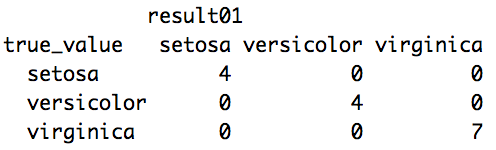 result01
true_value setosa versicolor virginica
setosa 4 0 0
versicolor 0 4 0
virginica 0 0 7